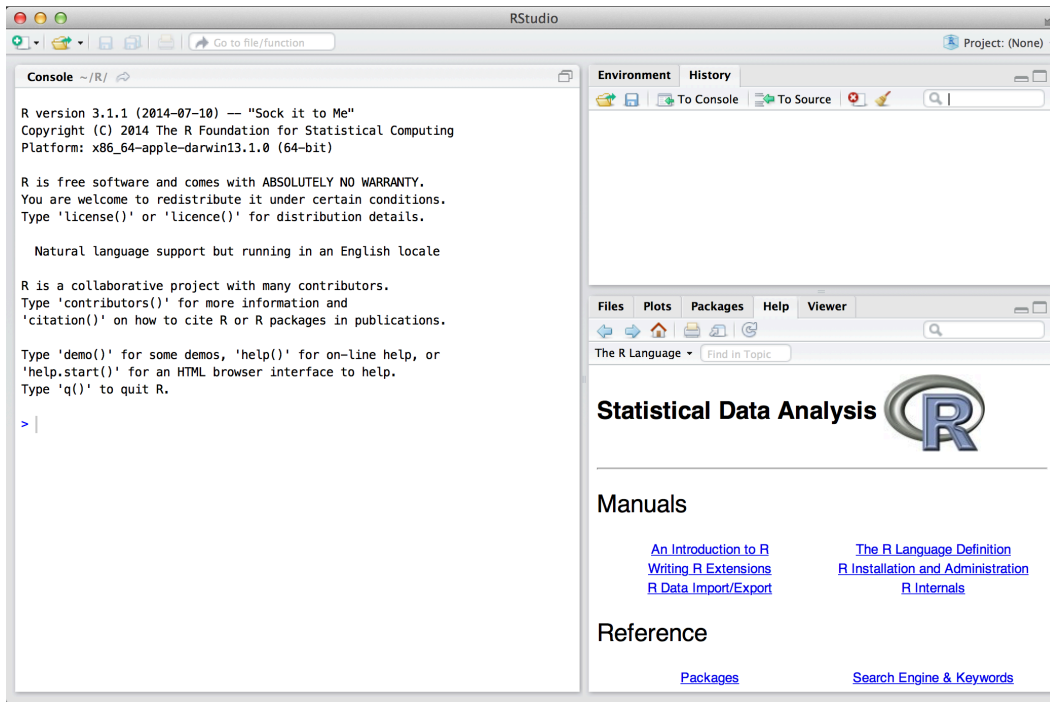 RStudio
Go to file/function
Project: (None)
Console ~/R/
R version 3.1.1 (2014-07-10) -- "Sock it to Me"
Copyright (C) 2014 The R Foundation for Statistical Computing
Platform: x86_64-apple-darwin13.1.0 (64-bit)
R is free software and comes with ABSOLUTELY NO WARRANTY.
You are welcome to redistribute it under certain conditions.
Type 'license()' or 'licence()' for distribution details.
Natural language support but running in an English locale
R is a collaborative project with many contributors.
Type 'contributors()' for more information and
'citation()' on how to cite R or R packages in publications.
Type 'demo()' for some demos, 'help()' for on-line help, or
'help.start()' for an HTML browser interface to help.
Type 'q()' to quit R.
>
Environment History
To Console To Source
Files Plots Packages Help Viewer
The R Language Find in Topic
Statistical Data Analysis R
Manuals
An Introduction to R The R Language Definition
Writing R Extensions R Installation and Administration
R Data Import/Export R Internals
Reference
Packages Search Engine & Keywords